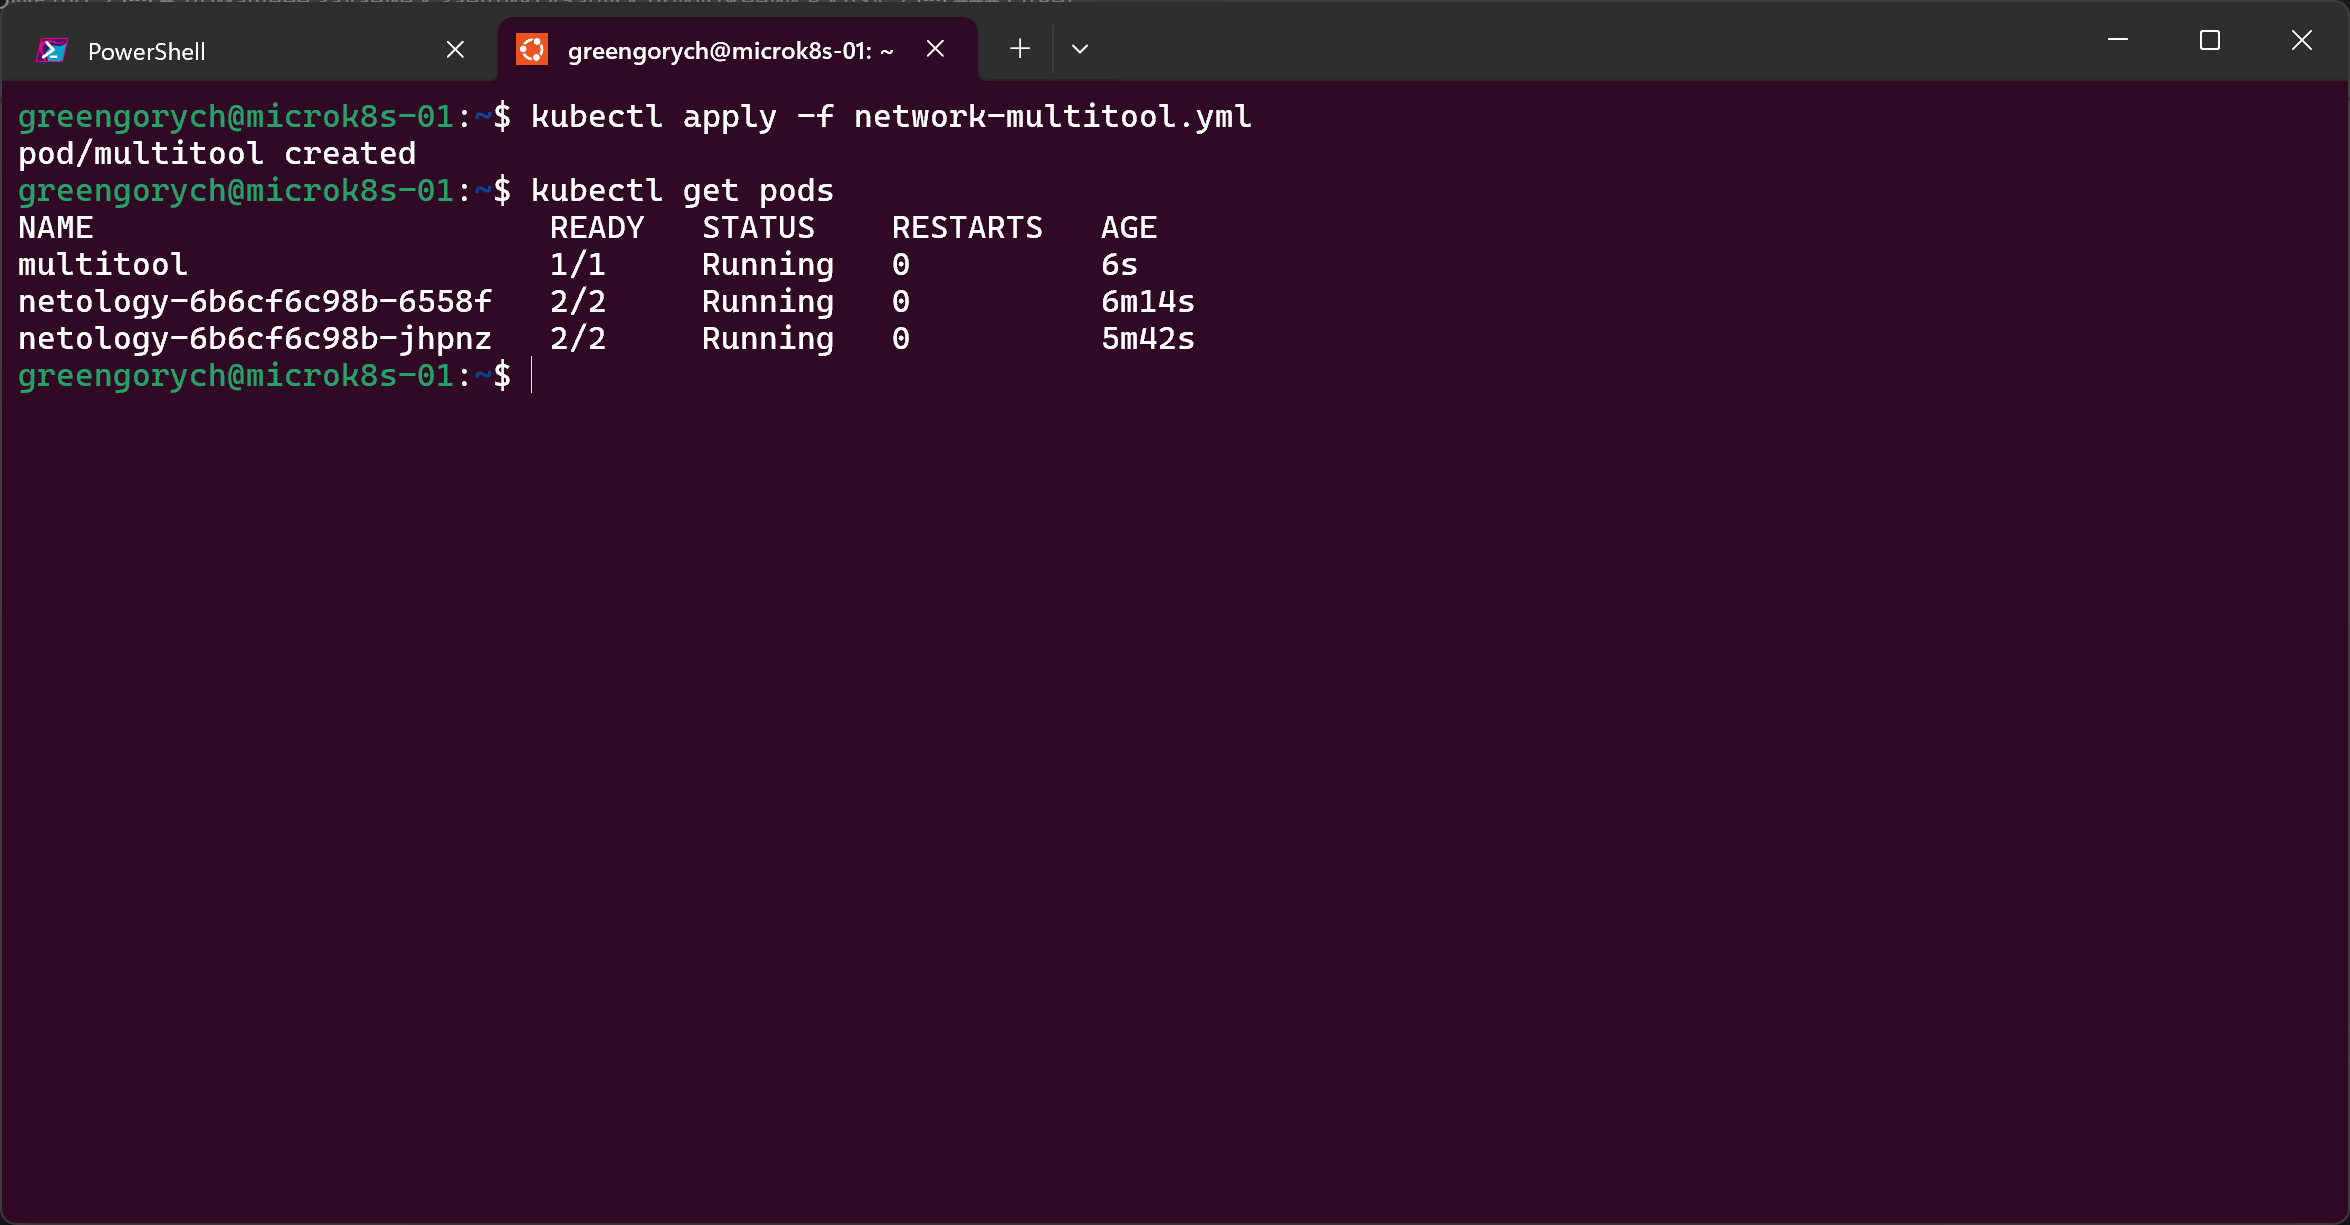 PowerShell
greengorych@microk8s-01: ~
greengorych@microk8s-01:~$ kubectl apply -f network-multitool.yml
pod/multitool created
greengorych@microk8s-01:~$ kubectl get pods
NAME                        READY   STATUS    RESTARTS   AGE
multitool                   1/1     Running   0          6s
netology-6b6cf6c98b-6558f   2/2     Running   0          6m14s
netology-6b6cf6c98b-jhpnz   2/2     Running   0          5m42s
greengorych@microk8s-01:~$